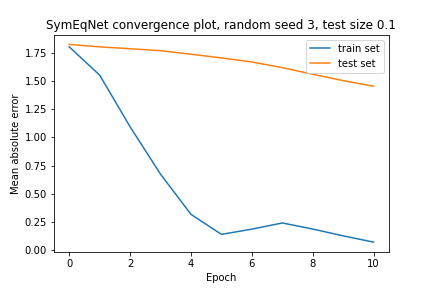 SymEqNet convergence plot, random seed 3, test size 0.1
train set
test set
1.75
1.50
1.25
1.00
0.75
0.50
0.25
0.00
Mean absolute error
0 2 4 6 8 10
Epoch